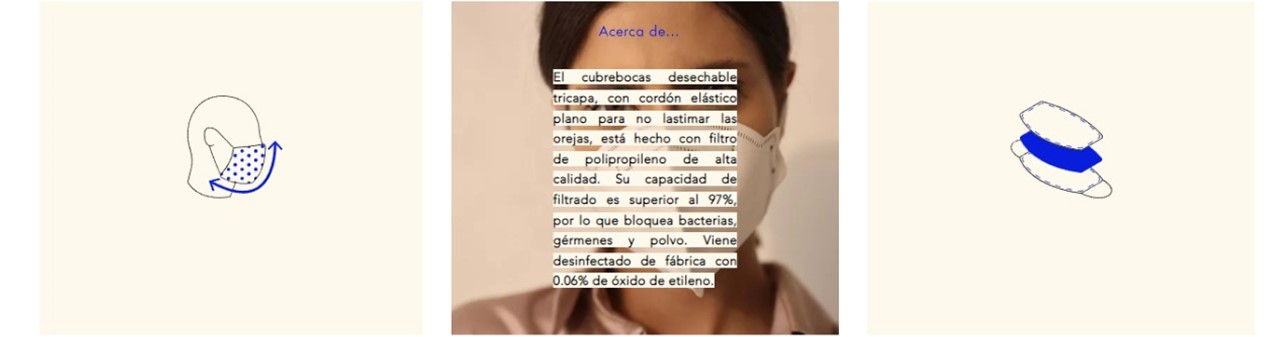 Acerca de...
El cubrebocas desechable
tricapa, con cordón elástico
plano para no lastimar las
orejas, está hecho con filtro
de polipropileno de alta
calidad. Su capacidad de
filtrado es superior al 97%,
por lo que bloquea bacterias,
gérmenes y polvo. Viene
desinfectado de fábrica con
0.06% de óxido de etileno.